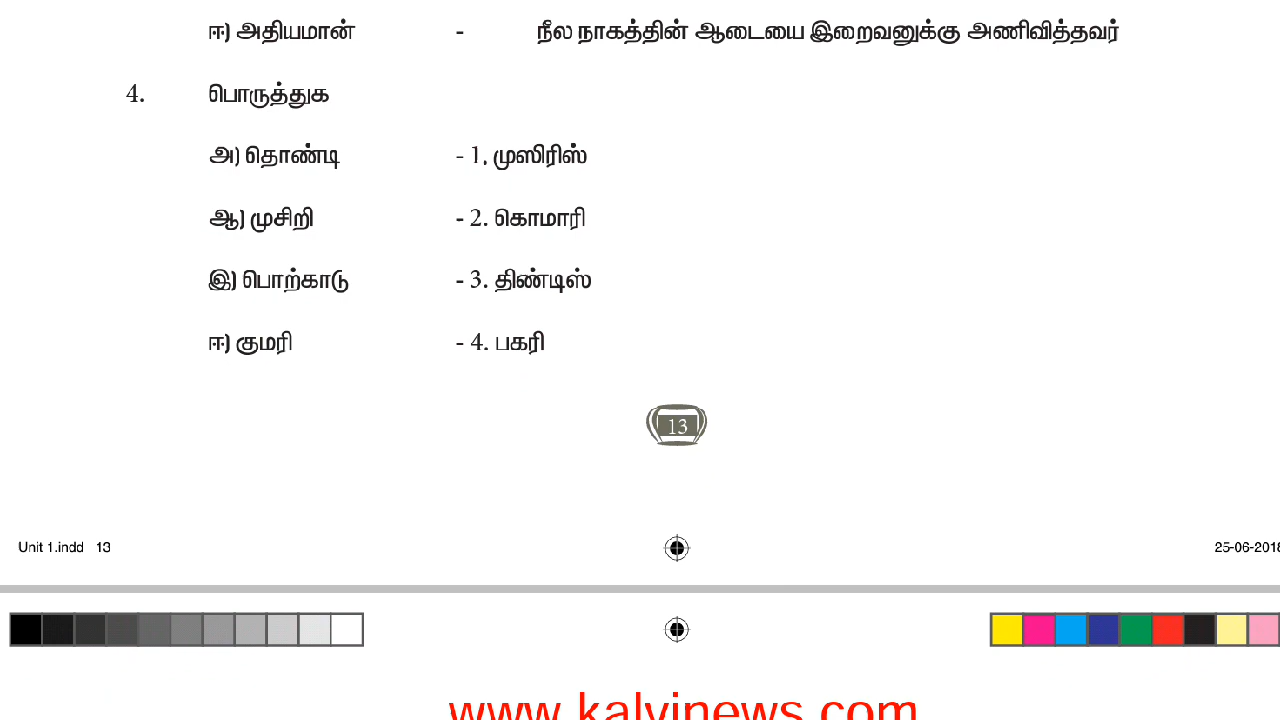 ஈ) அதியமான் - நீல நாகத்தின் ஆடையை இறைவனுக்கு அணிவித்தவர்
4. பொருத்துக
அ) தொண்டி - 1. முஸிரிஸ்
ஆ) முசிறி - 2. கொமாரி
இ) பொற்காடு - 3. திண்டிஸ்
ஈ) குமரி - 4. பகரி
13
Unit 1.indd 13 25-06-2018
www.kalvinews.com